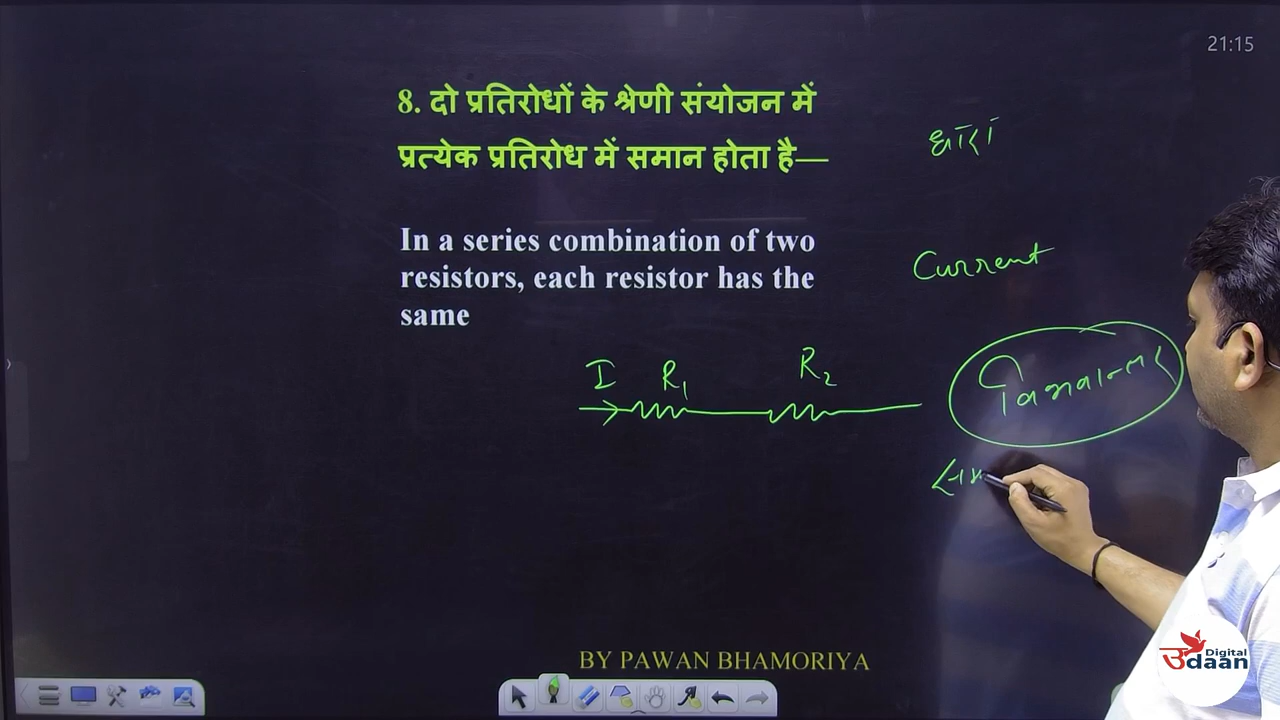 21:15
8. दो प्रतिरोधों के श्रेणी संयोजन में
प्रत्येक प्रतिरोध में समान होता है—
धारा
In a series combination of two
resistors, each resistor has the
same
Current
I R1 R2
BY PAWAN BHAMORIYA
Digital
उdaan